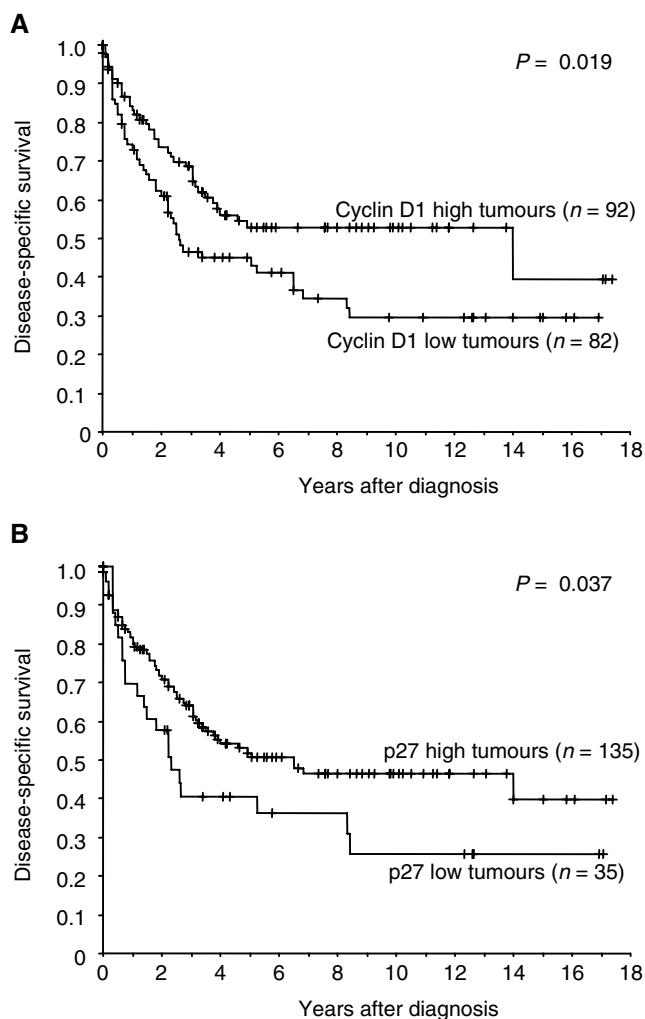 A
P = 0.019
1.0
0.9
0.8
0.7
0.6
0.5
0.4
0.3
0.2
0.1
0
Disease-specific survival
Cyclin D1 high tumours (n = 92)
Cyclin D1 low tumours (n = 82)
0 2 4 6 8 10 12 14 16 18
Years after diagnosis
B
P = 0.037
1.0
0.9
0.8
0.7
0.6
0.5
0.4
0.3
0.2
0.1
0
Disease-specific survival
p27 high tumours (n = 135)
p27 low tumours (n = 35)
0 2 4 6 8 10 12 14 16 18
Years after diagnosis